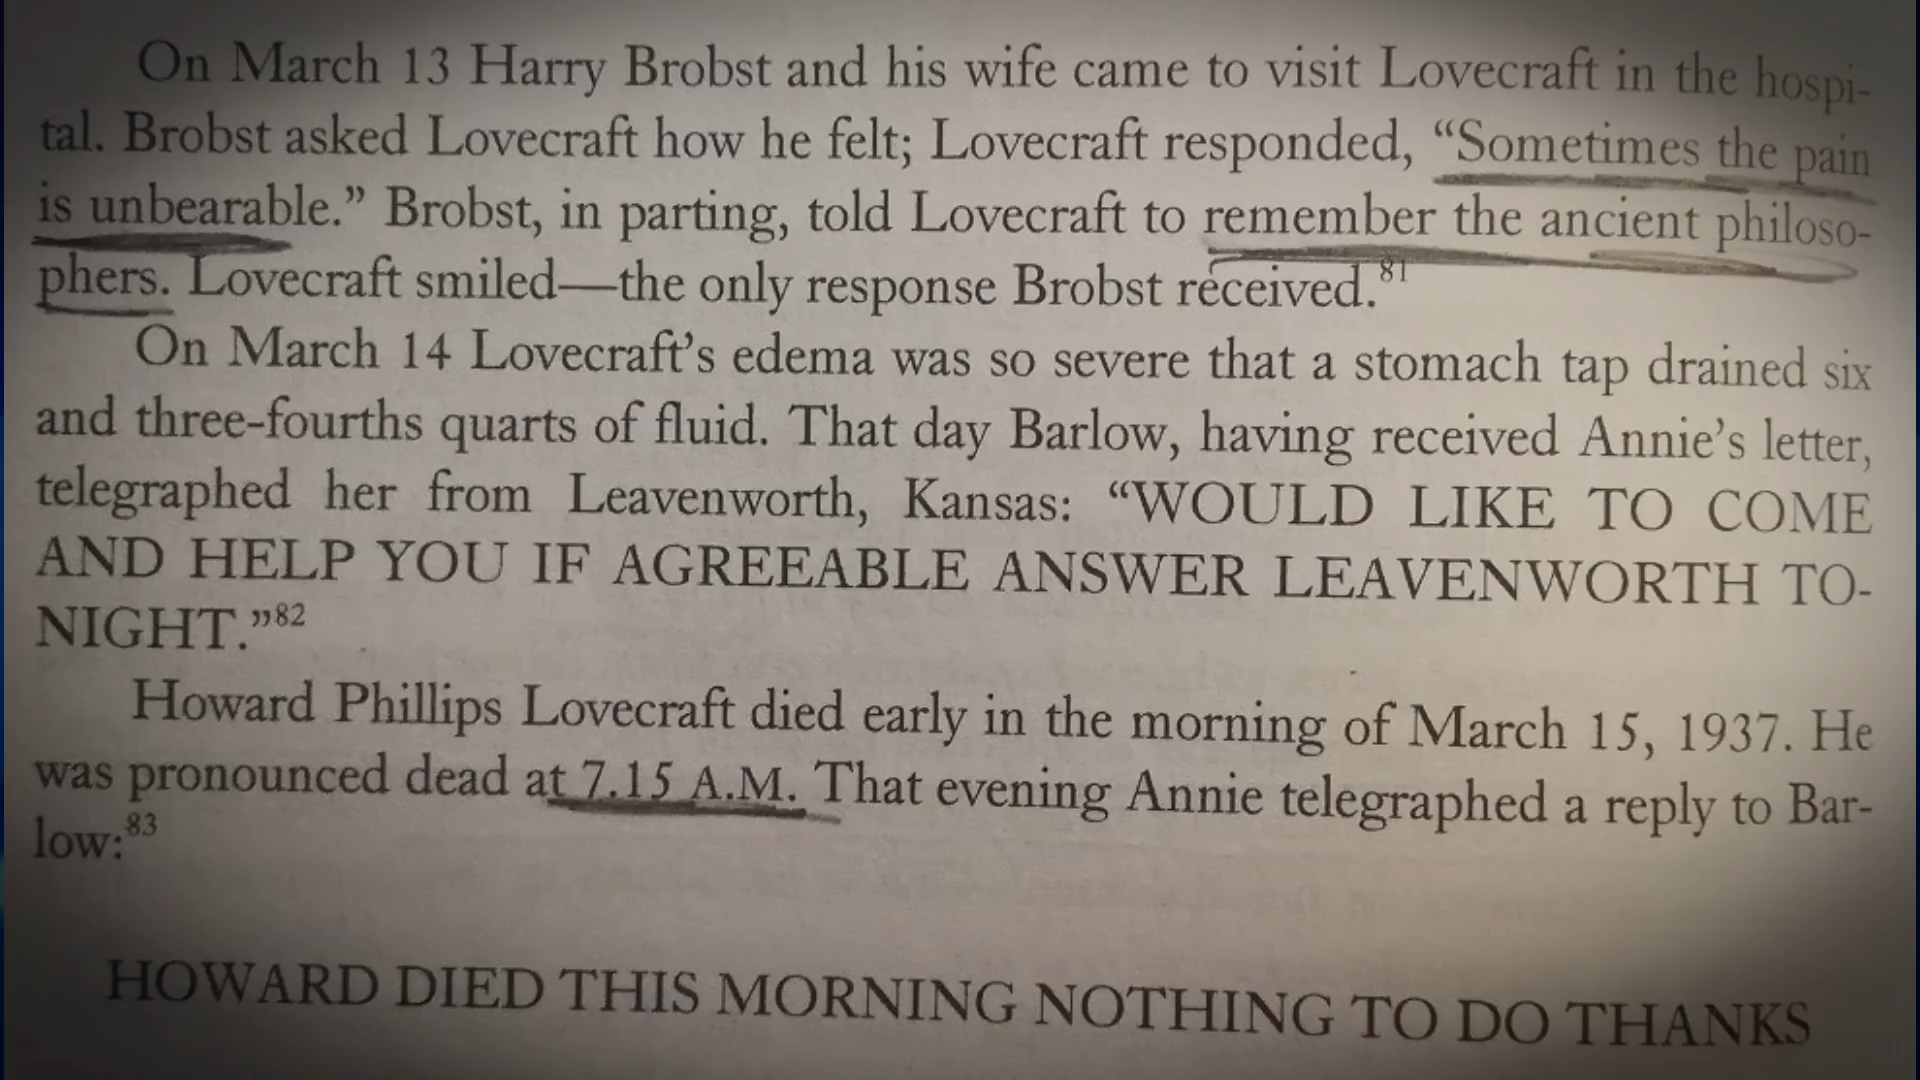 On March 13 Harry Brobst and his wife came to visit Lovecraft in the hospi-
tal. Brobst asked Lovecraft how he felt; Lovecraft responded, “Sometimes the pain
is unbearable.” Brobst, in parting, told Lovecraft to remember the ancient philoso-
phers. Lovecraft smiled—the only response Brobst received.81
On March 14 Lovecraft’s edema was so severe that a stomach tap drained six
and three-fourths quarts of fluid. That day Barlow, having received Annie’s letter,
telegraphed her from Leavenworth, Kansas: “WOULD LIKE TO COME
AND HELP YOU IF AGREEABLE ANSWER LEAVENWORTH TO-
NIGHT.”82
Howard Phillips Lovecraft died early in the morning of March 15, 1937. He
was pronounced dead at 7.15 A.M. That evening Annie telegraphed a reply to Bar-
low:83
HOWARD DIED THIS MORNING NOTHING TO DO THANKS